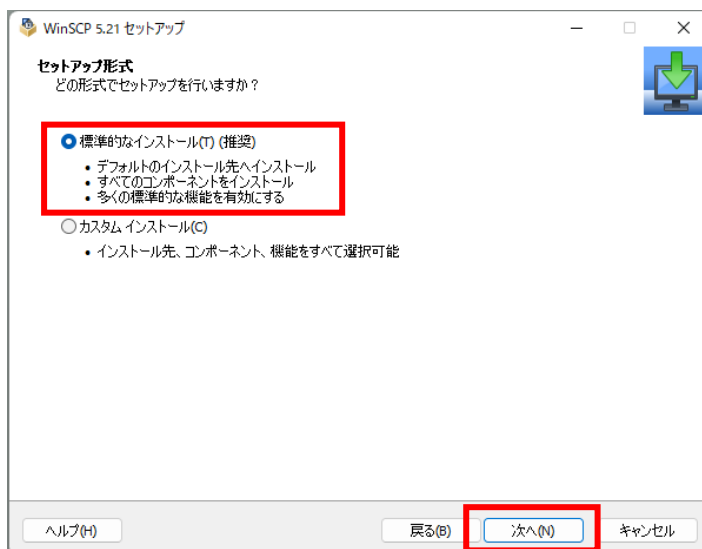 WinSCP 5.21 セットアップ
セットアップ形式
どの形式でセットアップを行いますか？
標準的なインストール(T) (推奨)
• デフォルトのインストール先へインストール
• すべてのコンポーネントをインストール
• 多くの標準的な機能を有効にする
カスタム インストール(C)
• インストール先、コンポーネント、機能をすべて選択可能
ヘルプ(H)
戻る(B)
次へ(N)
キャンセル